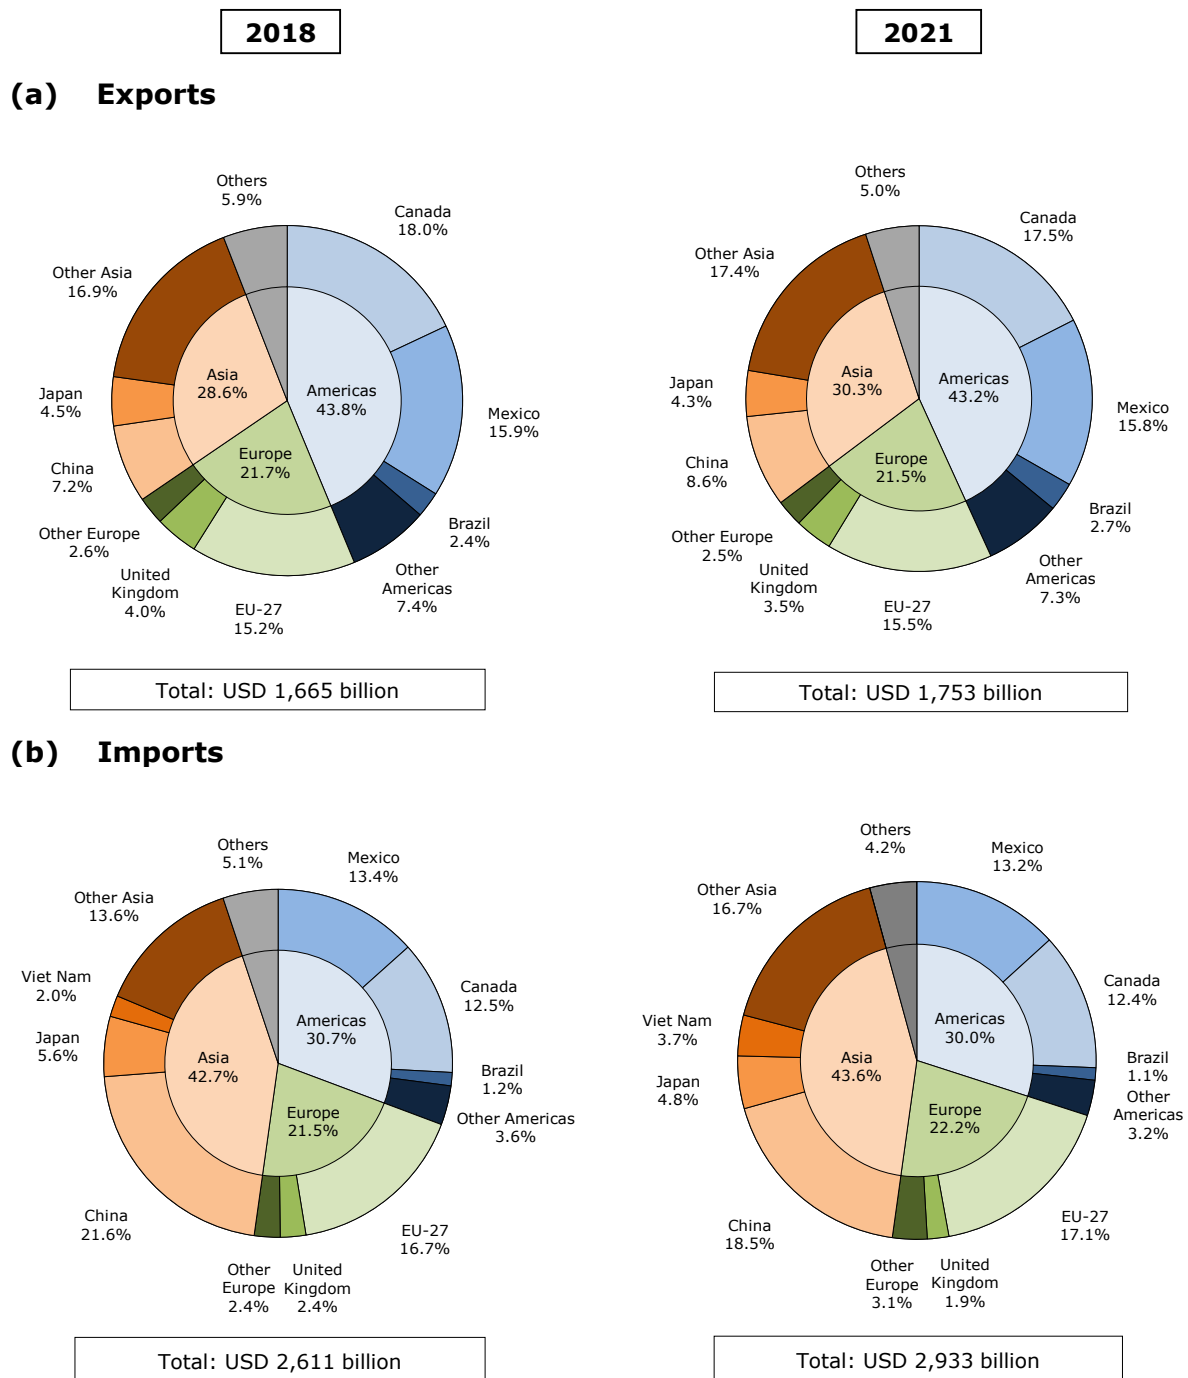 2018
2021
(a) Exports
Others
5.9%
Canada
18.0%
Other Asia
16.9%
Asia
28.6%
Americas
43.8%
Japan
4.5%
Mexico
15.9%
Europe
21.7%
China
7.2%
Brazil
2.4%
Other Europe
2.6%
Other
Americas
7.4%
United
Kingdom
4.0%
EU-27
15.2%
Total: USD 1,665 billion
Others
5.0%
Canada
17.5%
Other Asia
17.4%
Asia
30.3%
Americas
43.2%
Japan
4.3%
Mexico
15.8%
Europe
21.5%
China
8.6%
Brazil
2.7%
Other Europe
2.5%
Other
Americas
7.3%
United
Kingdom
3.5%
EU-27
15.5%
Total: USD 1,753 billion
(b) Imports
Others
5.1%
Mexico
13.4%
Other Asia
13.6%
Viet Nam
2.0%
Canada
12.5%
Americas
30.7%
Japan
5.6%
Asia
42.7%
Brazil
1.2%
Europe
21.5%
Other Americas
3.6%
China
21.6%
EU-27
16.7%
Other
Europe
2.4%
United
Kingdom
2.4%
Total: USD 2,611 billion
Others
4.2%
Mexico
13.2%
Other Asia
16.7%
Canada
12.4%
Viet Nam
3.7%
Americas
30.0%
Asia
43.6%
Japan
4.8%
Brazil
1.1%
Other
Americas
3.2%
Europe
22.2%
China
18.5%
EU-27
17.1%
Other
Europe
3.1%
United
Kingdom
1.9%
Total: USD 2,933 billion